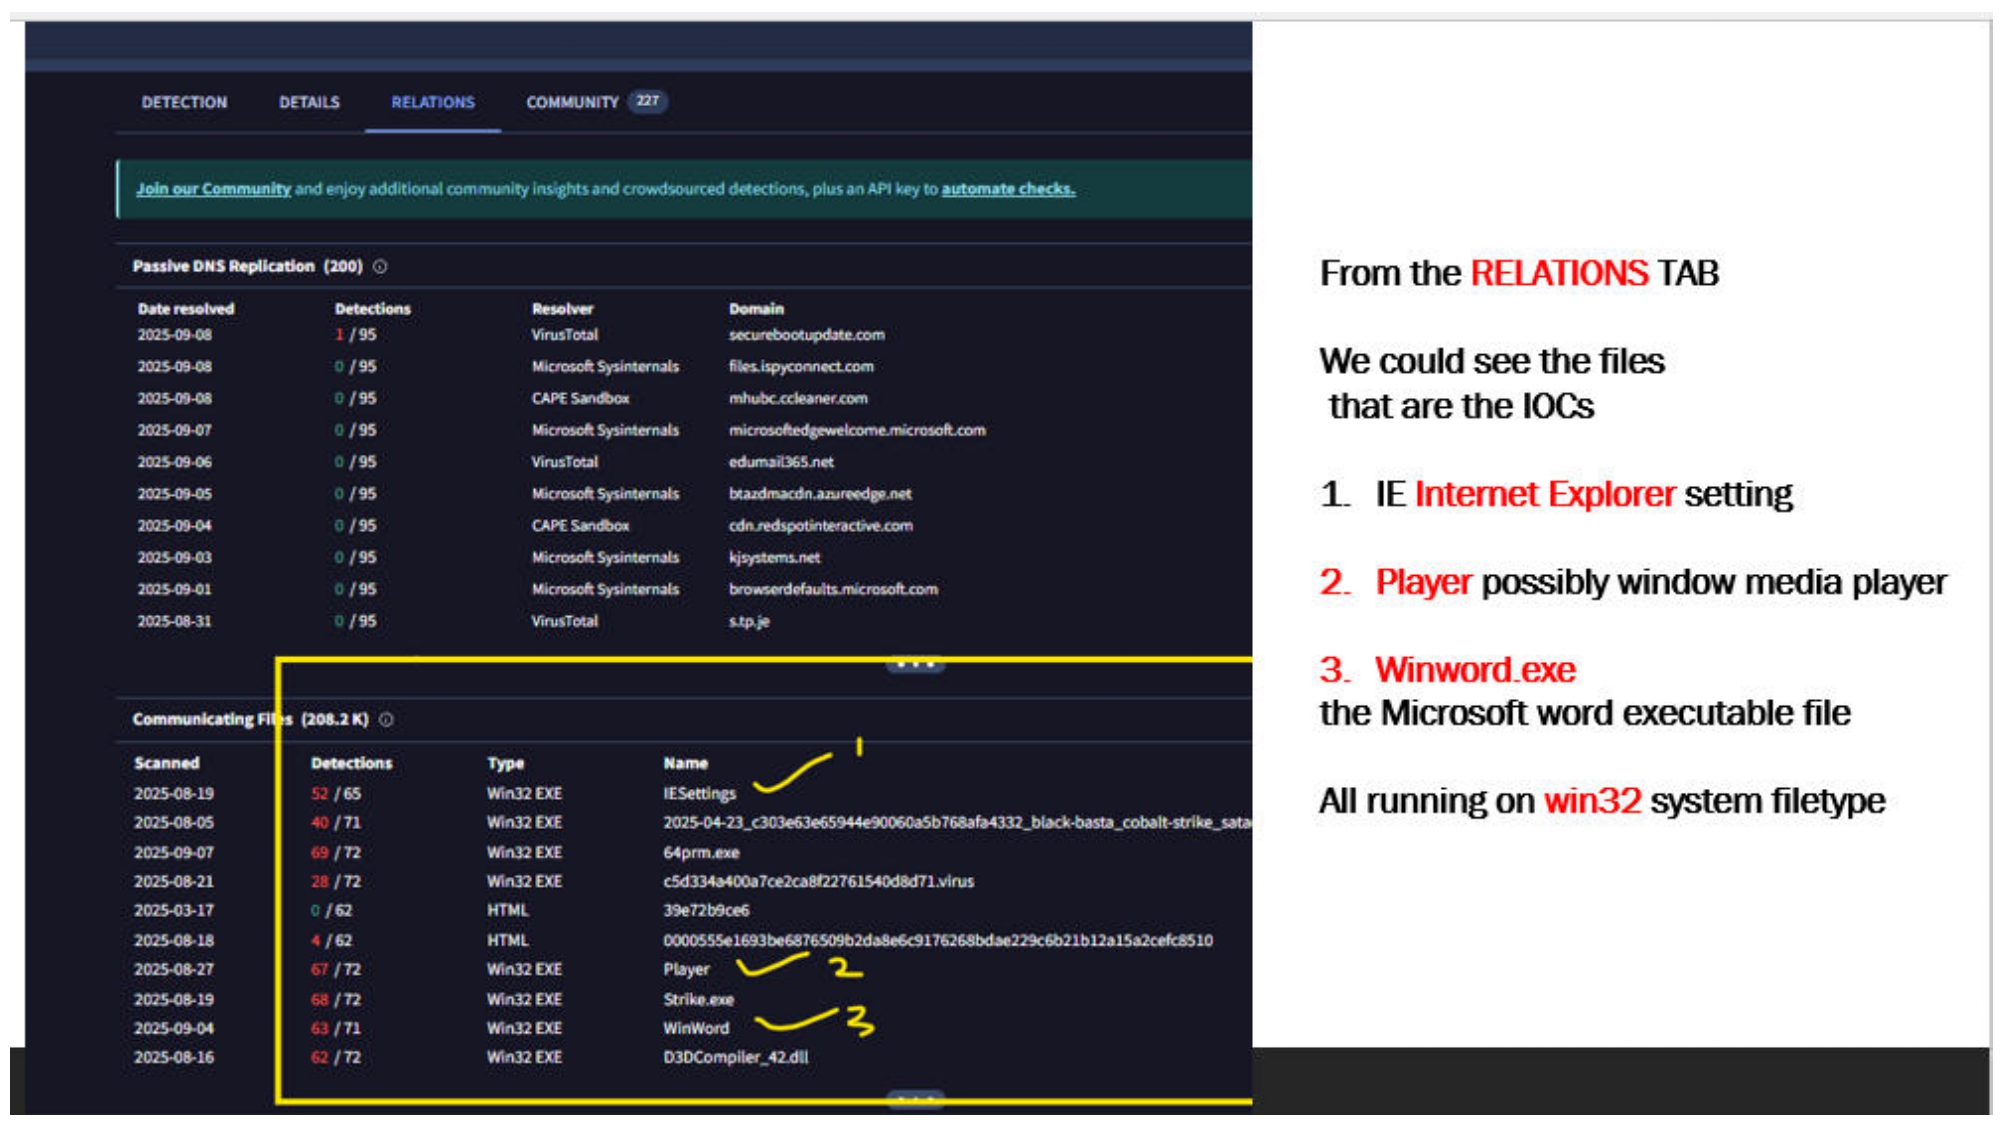 DETECTION DETAILS RELATIONS COMMUNITY 227
Join our Community and enjoy additional community insights and crowdsourced detections, plus an API key to automate checks.
Passive DNS Replication (200)
Date resolved Detections Resolver Domain
2025-09-08 1 / 95 VirusTotal securebootupdate.com
2025-09-08 0 / 95 Microsoft Sysinternals files.ispyconnect.com
2025-09-08 0 / 95 CAPE Sandbox mhubc.ccleaner.com
2025-09-07 0 / 95 Microsoft Sysinternals microsoftedgewelcome.microsoft.com
2025-09-06 0 / 95 VirusTotal edumail365.net
2025-09-05 0 / 95 Microsoft Sysinternals btazdmacdn.azureedge.net
2025-09-04 0 / 95 CAPE Sandbox cdn.redspotinteractive.com
2025-09-03 0 / 95 Microsoft Sysinternals kjsystems.net
2025-09-01 0 / 95 Microsoft Sysinternals browserdefaults.microsoft.com
2025-08-31 0 / 95 VirusTotal s.tp.je
Communicating Files (208.2 K)
Scanned Detections Type Name
2025-08-19 52 / 65 Win32 EXE IESettings 1
2025-08-05 40 / 71 Win32 EXE 2025-04-23_c303e63e65944e90060a5b768afa4332_black-basta_cobalt-strike_sata
2025-09-07 69 / 72 Win32 EXE 64prm.exe
2025-08-21 28 / 72 Win32 EXE c5d334a400a7ce2ca8f22761540d8d71.virus
2025-03-17 0 / 62 HTML 39e72b9ce6
2025-08-18 4 / 62 HTML 0000555e1693be6876509b2da8e6c9176268bdae229c6b21b12a15a2cefc8510
2025-08-27 67 / 72 Win32 EXE Player 2
2025-08-19 68 / 72 Win32 EXE Strike.exe
2025-09-04 63 / 71 Win32 EXE WinWord 3
2025-08-16 62 / 72 Win32 EXE D3DCompiler_42.dll
From the RELATIONS TAB
We could see the files
that are the IOCs
1. IE Internet Explorer setting
2. Player possibly window media player
3. Winword.exe
the Microsoft word executable file
All running on win32 system filetype